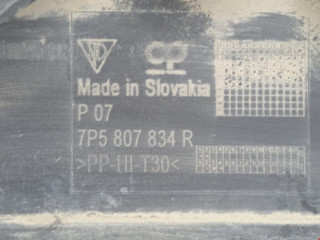 Made in Slovakia
P 07
7P5 807 834 R
>PP-HI-T30<